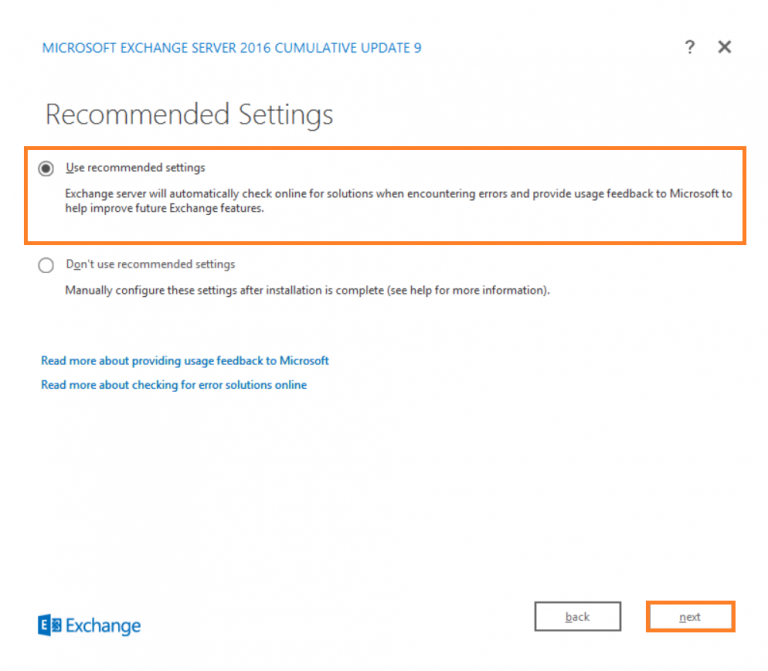 MICROSOFT EXCHANGE SERVER 2016 CUMULATIVE UPDATE 9
?
Recommended Settings
Use recommended settings
Exchange server will automatically check online for solutions when encountering errors and provide usage feedback to Microsoft to
help improve future Exchange features.
Don't use recommended settings
Manually configure these settings after installation is complete (see help for more information).
Read more about providing usage feedback to Microsoft
Read more about checking for error solutions online
Exchange
back
next